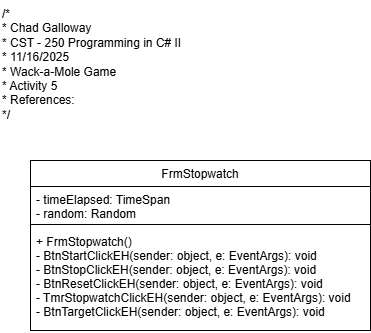 /*
* Chad Galloway
* CST - 250 Programming in C# II
* 11/16/2025
* Wack-a-Mole Game
* Activity 5
* References:
*/
FrmStopwatch
- timeElapsed: TimeSpan
- random: Random
+ FrmStopwatch()
- BtnStartClickEH(sender: object, e: EventArgs): void
- BtnStopClickEH(sender: object, e: EventArgs): void
- BtnResetClickEH(sender: object, e: EventArgs): void
- TmrStopwatchClickEH(sender: object, e: EventArgs): void
- BtnTargetClickEH(sender: object, e: EventArgs): void